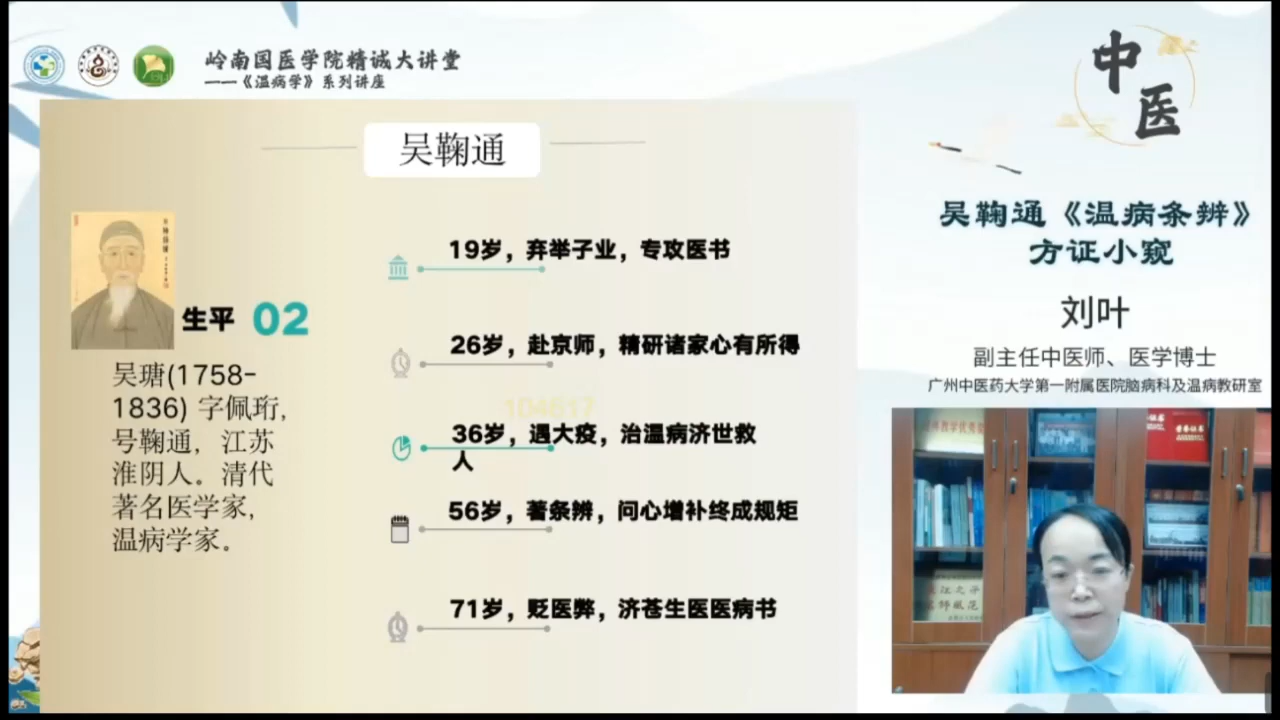 岭南国医学院精诚大讲堂
——《温病学》系列讲座
中医
吴鞠通
吴鞠通《温病条辨》
方证小窥
刘叶
副主任中医师、医学博士
广州中医药大学第一附属医院脑病科及温病教研室
生平 02
吴瑭(1758-
1836) 字佩珩,
号鞠通，江苏
淮阴人。清代
著名医学家,
温病学家。
19岁，弃举子业，专攻医书
26岁，赴京师，精研诸家心有所得
104617
36岁，遇大疫，治温病济世救
人
56岁，著条辨，问心增补终成规矩
71岁，贬医弊，济苍生医医病书